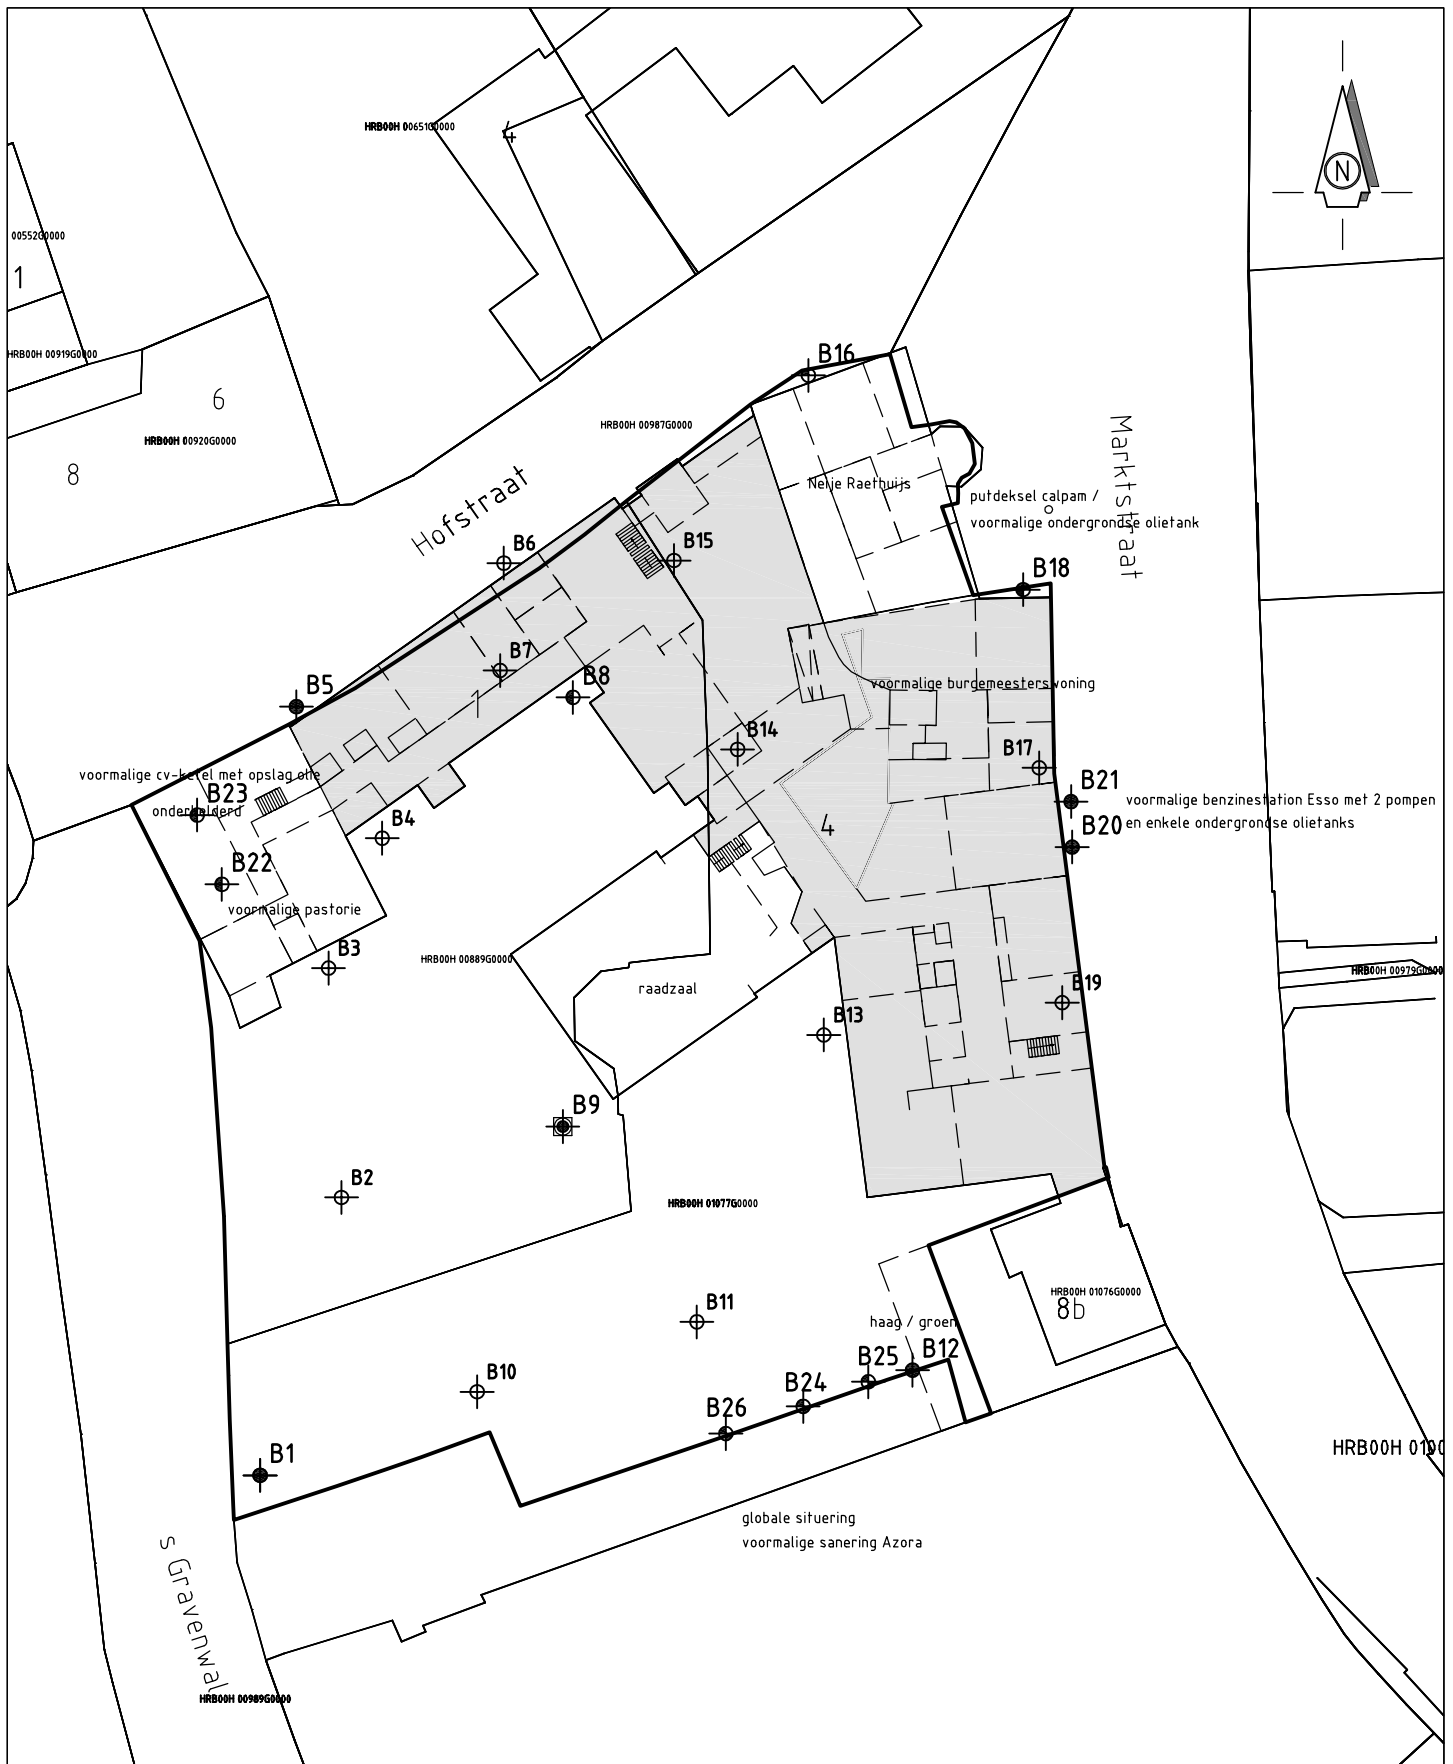 HRB00H 00651G0000
4
N
00552G0000
1
HRB00H 00919G0000
B16
6
HRB00H 00920G0000
HRB00H 00987G0000
8
Hofstraat
Marktstraat
Neije Raethuijs
putdeksel calpam /
voormalige ondergrondse olietank
B6
B15
B18
B7
B8
voormalige burgemeesterswoning
B5
B14
B17
voormalige cv-ketel met opslag olie
onderkelderd
B23
B21
voormalige benzinestation Esso met 2 pompen
B4
4
B20
en enkele ondergrondse olietanks
B22
voormalige pastorie
B3
HRB00H 00889G0000
raadzaal
HRB00H 00979G0000
B19
B13
B9
B2
HRB00H 01077G0000
HRB00H 01076G0000
8b
B11
haag / groen
B12
B25
B10
B24
B26
B1
HRB00H 0100
globale situering
voormalige sanering Azora
s Gravenwal
HRB00H 00989G0000